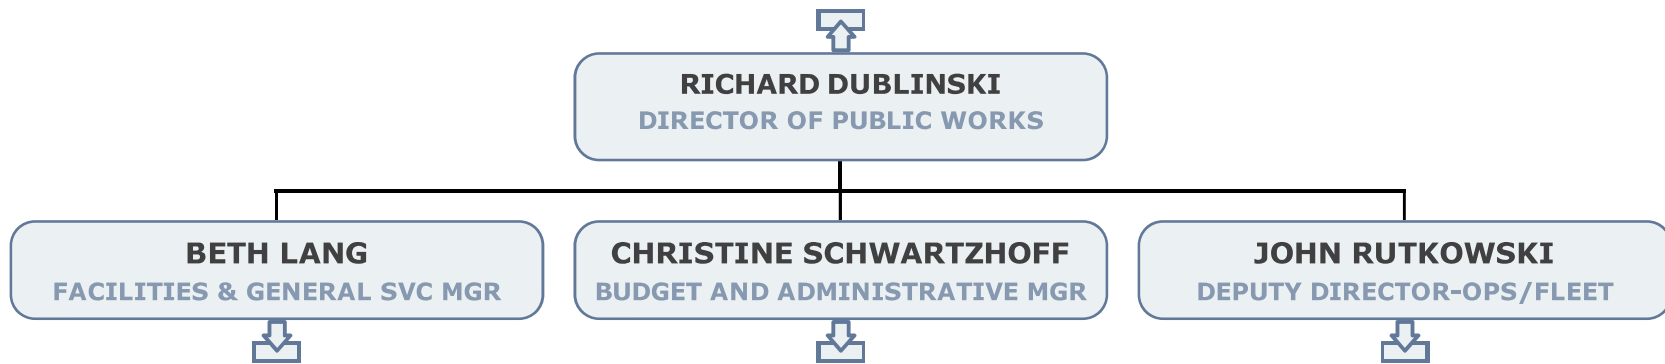 RICHARD DUBLINSKI
DIRECTOR OF PUBLIC WORKS
BETH LANG
FACILITIES & GENERAL SVC MGR
CHRISTINE SCHWARTZHOFF
BUDGET AND ADMINISTRATIVE MGR
JOHN RUTKOWSKI
DEPUTY DIRECTOR-OPS/FLEET